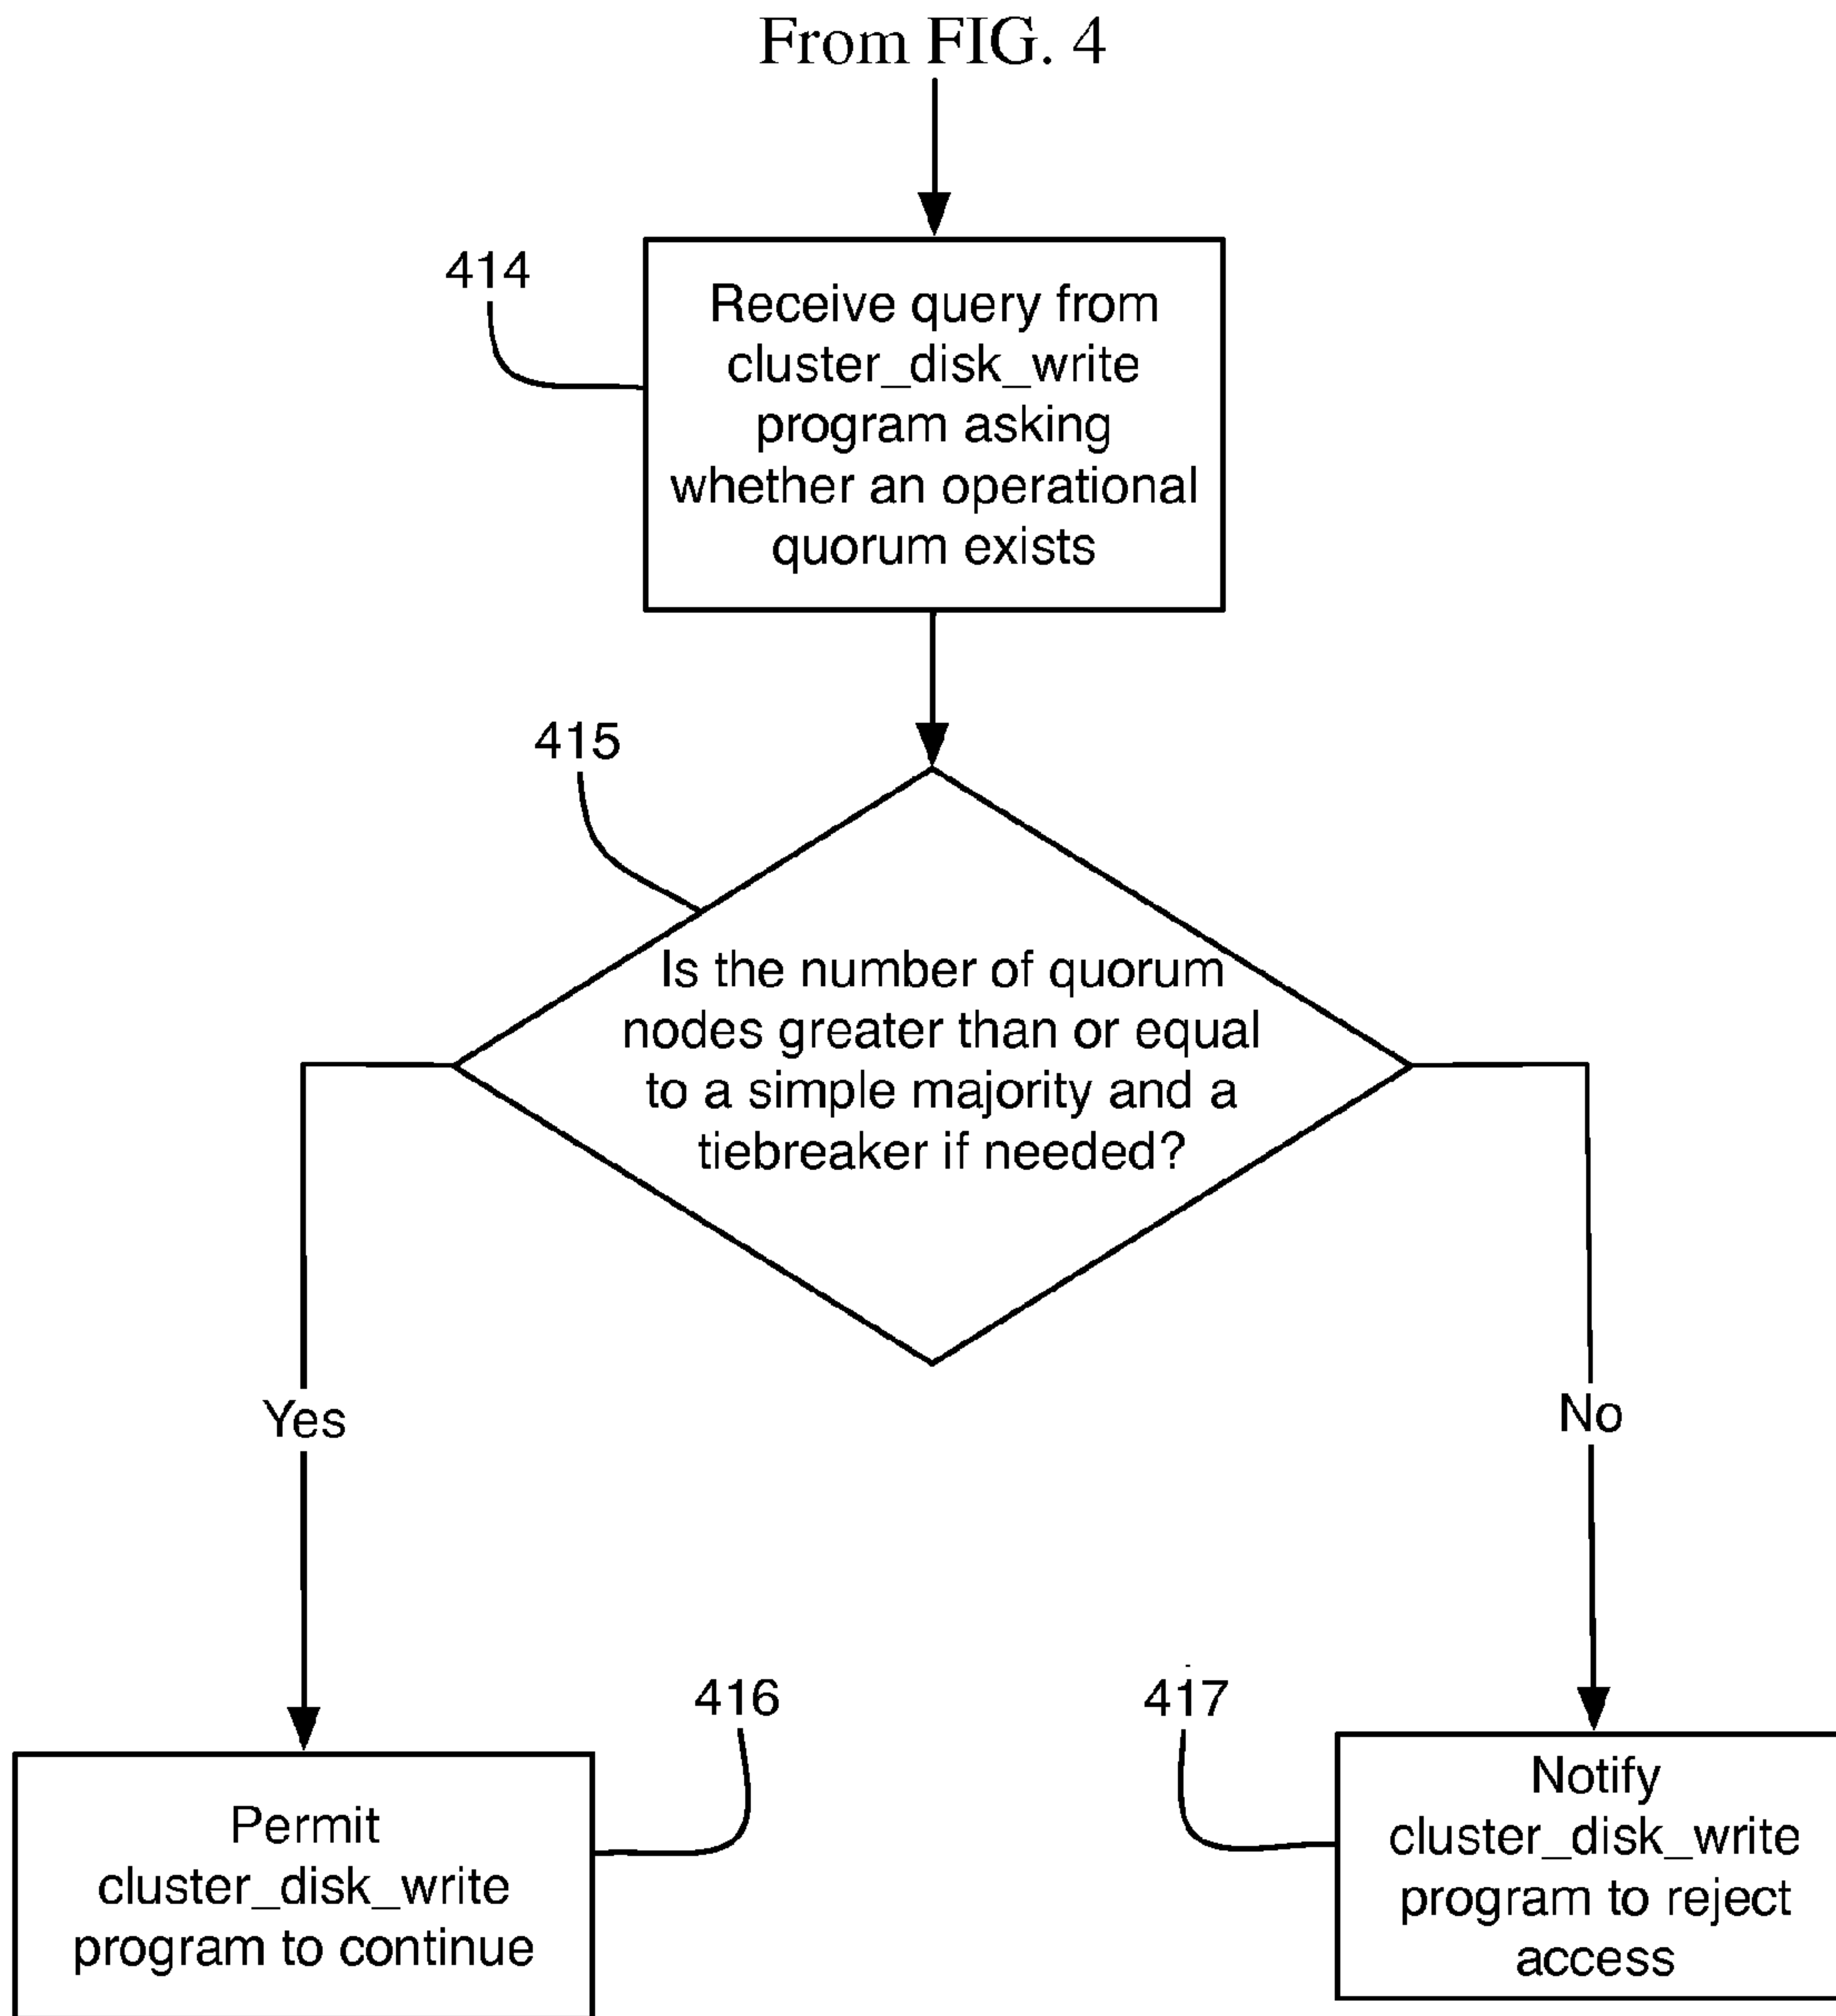 From FIG. 4
414
Receive query from
cluster_disk_write
program asking
whether an operational
quorum exists
415
Is the number of quorum
nodes greater than or equal
to a simple majority and a
tiebreaker if needed?
Yes
No
416
417
Permit
cluster_disk_write
program to continue
Notify
cluster_disk_write
program to reject
access